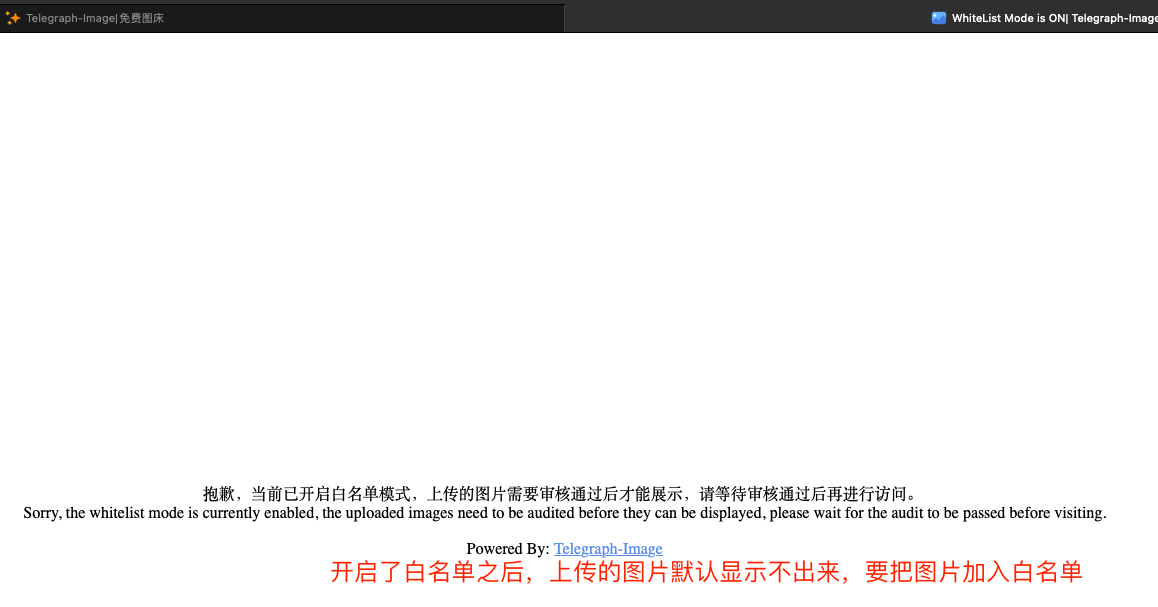 Telegraph-Image|免费图床
WhiteList Mode is ON| Telegraph-Image
抱歉，当前已开启白名单模式，上传的图片需要审核通过后才能展示，请等待审核通过后再进行访问。
Sorry, the whitelist mode is currently enabled, the uploaded images need to be audited before they can be displayed, please wait for the audit to be passed before visiting.
Powered By: Telegraph-Image
开启了白名单之后，上传的图片默认显示不出来，要把图片加入白名单